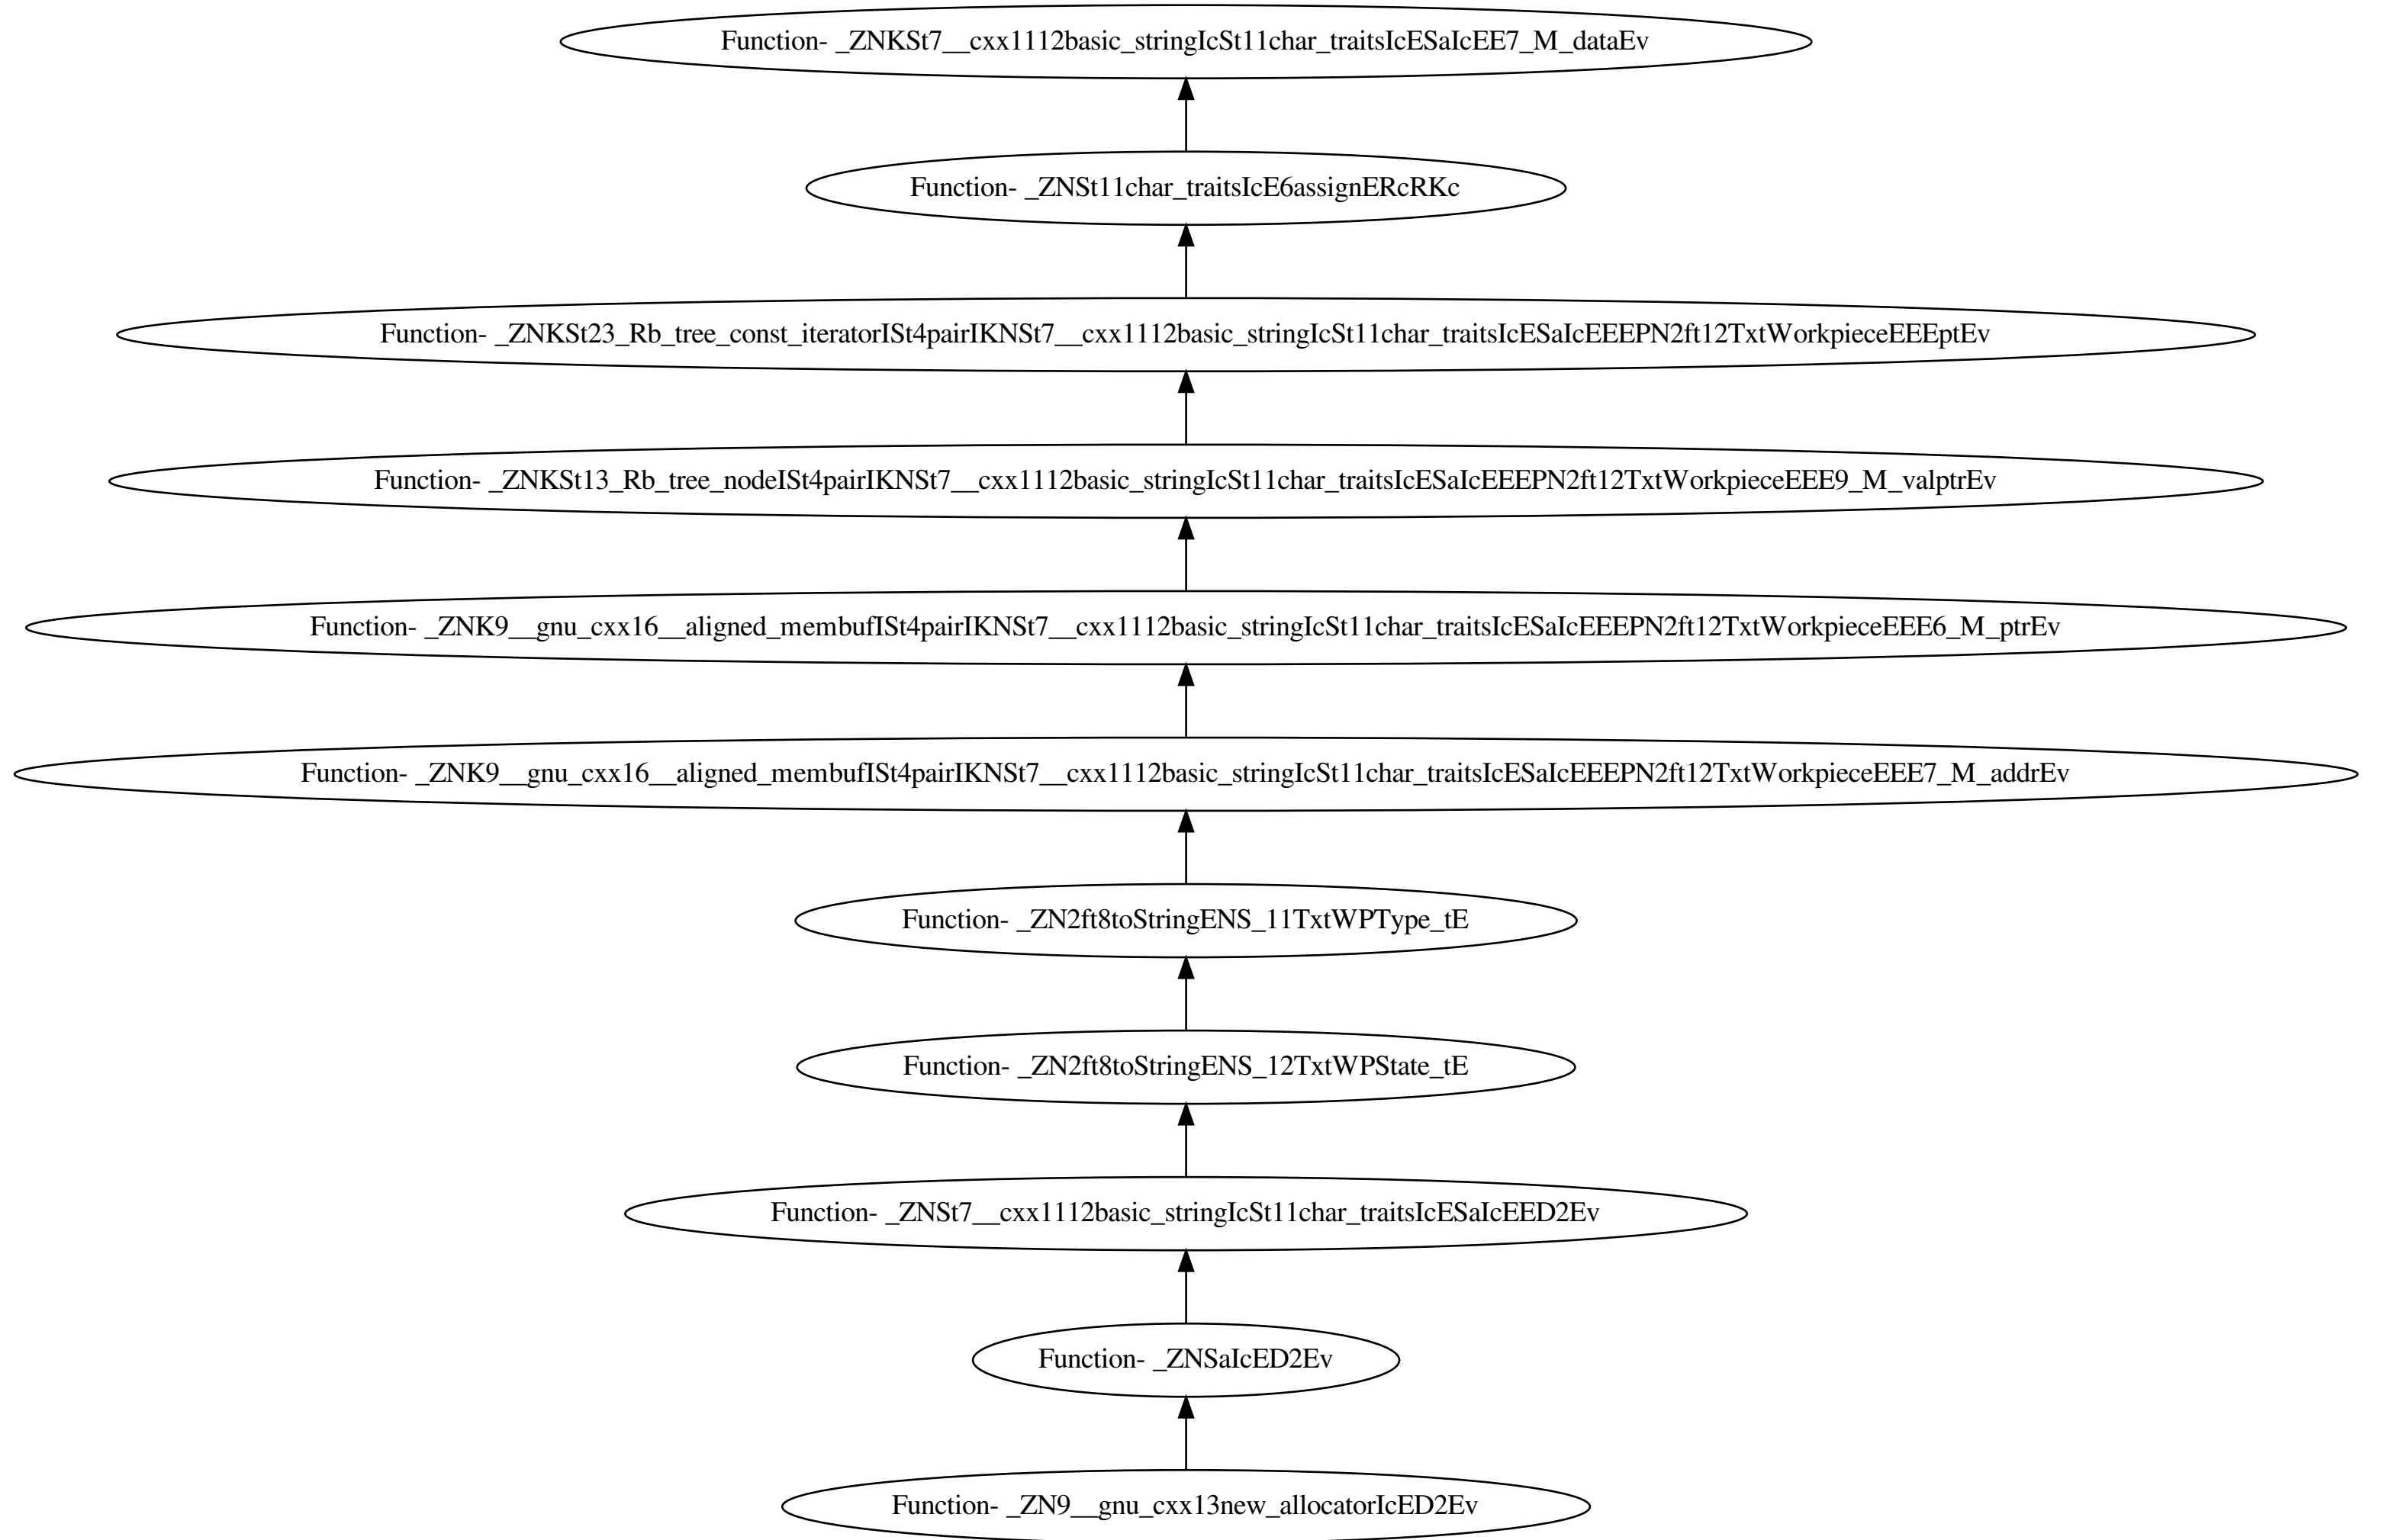 Function- _ZNKSt7__cxx1112basic_stringIcSt11char_traitsIcESaIcEE7_M_dataEv
Function- _ZNSt11char_traitsIcE6assignERcRKc
Function- _ZNKSt23_Rb_tree_const_iteratorISt4pairIKNSt7__cxx1112basic_stringIcSt11char_traitsIcESaIcEEEPN2ft12TxtWorkpieceEEEptEv
Function- _ZNKSt13_Rb_tree_nodeISt4pairIKNSt7__cxx1112basic_stringIcSt11char_traitsIcESaIcEEEPN2ft12TxtWorkpieceEEE9_M_valptrEv
Function- _ZNK9__gnu_cxx16__aligned_membufISt4pairIKNSt7__cxx1112basic_stringIcSt11char_traitsIcESaIcEEEPN2ft12TxtWorkpieceEEE6_M_ptrEv
Function- _ZNK9__gnu_cxx16__aligned_membufISt4pairIKNSt7__cxx1112basic_stringIcSt11char_traitsIcESaIcEEEPN2ft12TxtWorkpieceEEE7_M_addrEv
Function- _ZN2ft8toStringENS_11TxtWPType_tE
Function- _ZN2ft8toStringENS_12TxtWPState_tE
Function- _ZNSt7__cxx1112basic_stringIcSt11char_traitsIcESaIcEED2Ev
Function- _ZNSaIcED2Ev
Function- _ZN9__gnu_cxx13new_allocatorIcED2Ev